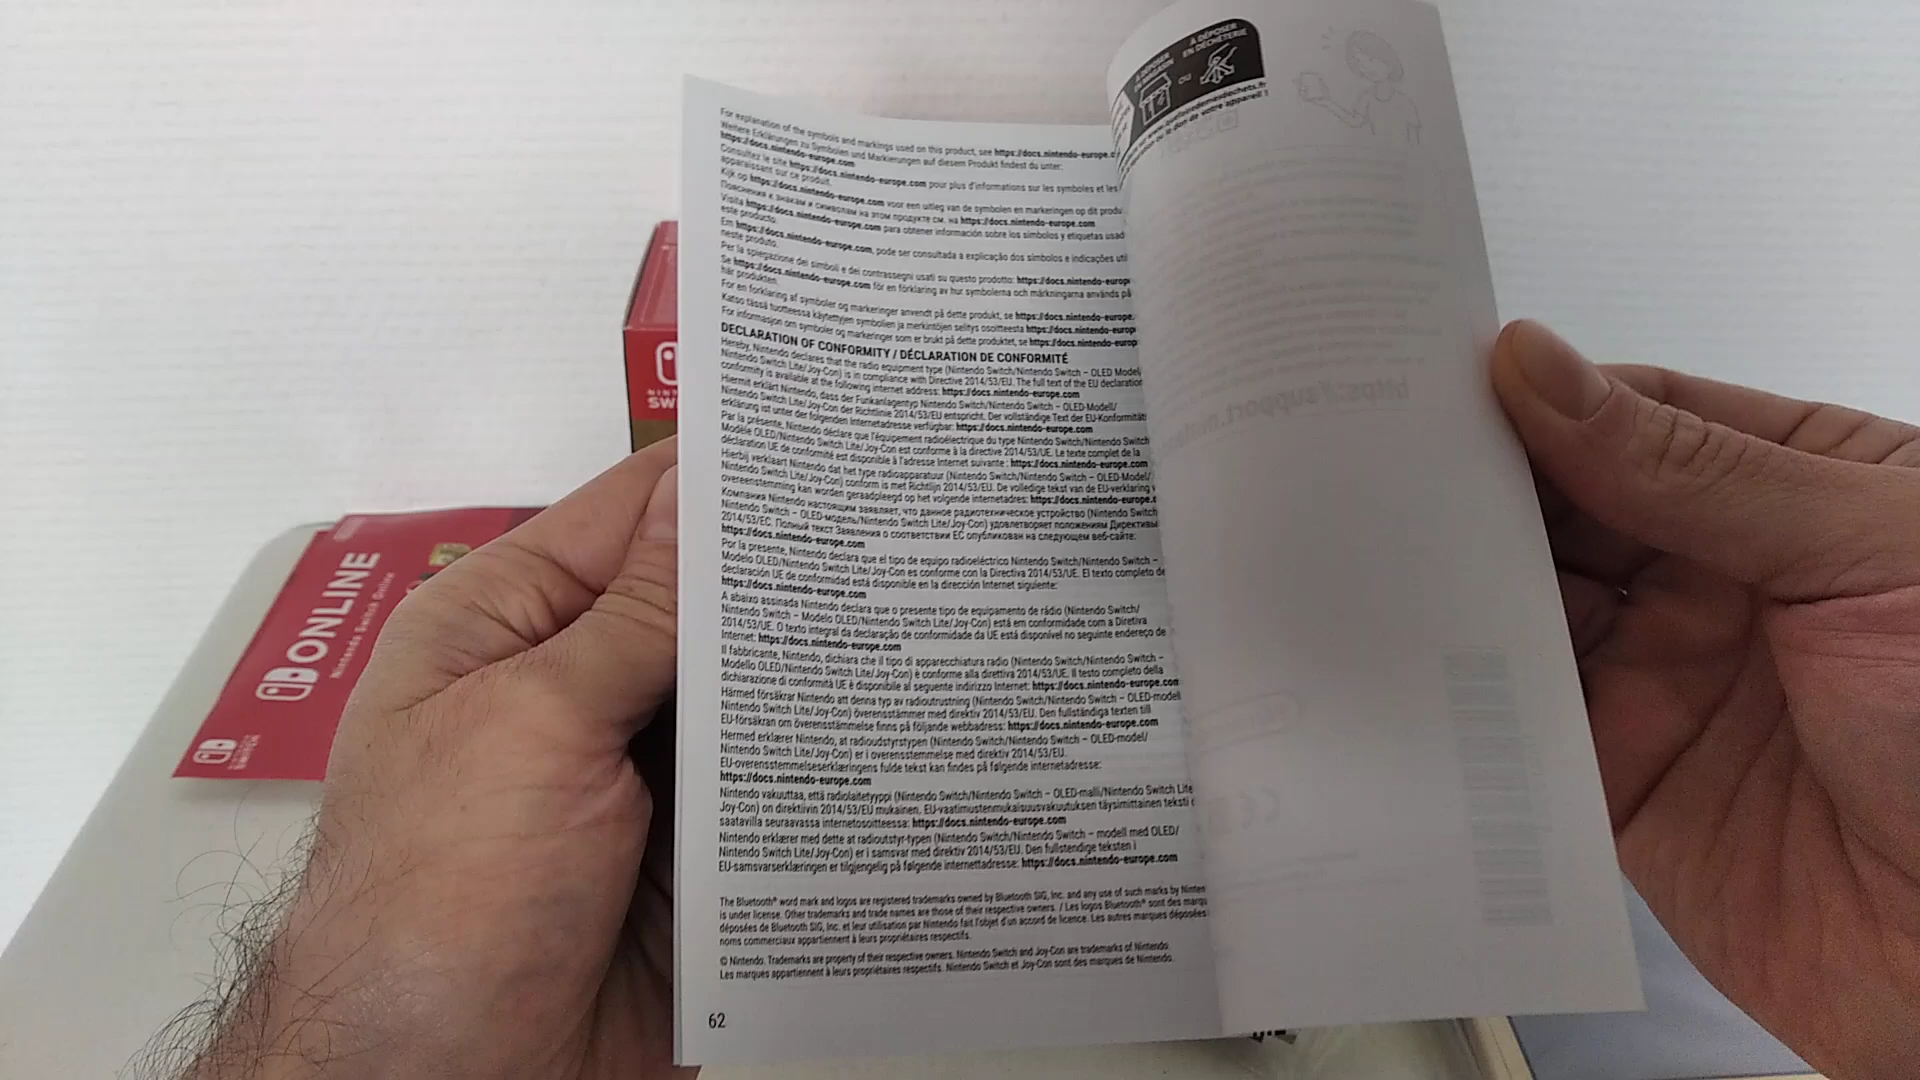 For explanation of the symbols and markings used on this product, see https://docs.nintendo-europe.c
Weitere Erklärungen zu Symbolen und Markierungen auf diesem Produkt findest du unter:
https://docs.nintendo-europe.com
Consultez le site https://docs.nintendo-europe.com pour plus d'informations sur les symboles et les
apparaissant sur ce produit.
Kijk op https://docs.nintendo-europe.com voor een uitleg van de symbolen en markeringen op dit produ
Пояснения к знакам и символам на этом продукте см. на https://docs.nintendo-europe.com
Visita https://docs.nintendo-europe.com para obtener información sobre los símbolos y etiquetas usad
este producto.
Em https://docs.nintendo-europe.com, pode ser consultada a explicação dos símbolos e indicações uti
neste produto.
Per la spiegazione dei simboli e dei contrassegni usati su questo prodotto: https://docs.nintendo-europ
Se https://docs.nintendo-europe.com för en förklaring av hur symbolerna och märkningarna används på
här produkten.
For en forklaring af symboler og markeringer anvendt på dette produkt, se https://docs.nintendo-europe.
Katso tässä tuotteessa käytettyjen symbolien ja merkintöjen selitys osoitteesta https://docs.nintendo-europ
For informasjon om symboler og markeringer som er brukt på dette produktet, se https://docs.nintendo-europ
DECLARATION OF CONFORMITY / DÉCLARATION DE CONFORMITÉ
Hereby, Nintendo declares that the radio equipment type (Nintendo Switch/Nintendo Switch – OLED Model/
Nintendo Switch Lite/Joy-Con) is in compliance with Directive 2014/53/EU. The full text of the EU declaration
conformity is available at the following internet address: https://docs.nintendo-europe.com
Hiermit erklärt Nintendo, dass der Funkanlagentyp Nintendo Switch/Nintendo Switch – OLED-Modell/
Nintendo Switch Lite/Joy-Con der Richtlinie 2014/53/EU entspricht. Der vollständige Text der EU-Konformität
erklärung ist unter der folgenden Internetadresse verfügbar: https://docs.nintendo-europe.com
Par la présente, Nintendo déclare que l'équipement radioélectrique du type Nintendo Switch/Nintendo Switch
Modèle OLED/Nintendo Switch Lite/Joy-Con est conforme à la directive 2014/53/UE. Le texte complet de la
déclaration UE de conformité est disponible à l'adresse Internet suivante : https://docs.nintendo-europe.com
Hierbij verklaart Nintendo dat het type radioapparatuur (Nintendo Switch/Nintendo Switch – OLED-Model/
Nintendo Switch Lite/Joy-Con) conform is met Richtlijn 2014/53/EU. De volledige tekst van de EU-verklaring v
overeenstemming kan worden geraadpleegd op het volgende internetadres: https://docs.nintendo-europe.c
Компания Nintendo настоящим заявляет, что данное радиотехническое устройство (Nintendo Switch
Nintendo Switch – OLED-модель/Nintendo Switch Lite/Joy-Con) удовлетворяет положениям Директивы
2014/53/ЕС. Полный текст Заявления о соответствии ЕС опубликован на следующем веб-сайте:
https://docs.nintendo-europe.com
Por la presente, Nintendo declara que el tipo de equipo radioeléctrico Nintendo Switch/Nintendo Switch –
Modelo OLED/Nintendo Switch Lite/Joy-Con es conforme con la Directiva 2014/53/UE. El texto completo de
declaración UE de conformidad está disponible en la dirección Internet siguiente:
https://docs.nintendo-europe.com
A abaixo assinada Nintendo declara que o presente tipo de equipamento de rádio (Nintendo Switch/
Nintendo Switch – Modelo OLED/Nintendo Switch Lite/Joy-Con) está em conformidade com a Diretiva
2014/53/UE. O texto integral da declaração de conformidade da UE está disponível no seguinte endereço de
Internet: https://docs.nintendo-europe.com
Il fabbricante, Nintendo, dichiara che il tipo di apparecchiatura radio (Nintendo Switch/Nintendo Switch –
Modello OLED/Nintendo Switch Lite/Joy-Con) è conforme alla direttiva 2014/53/UE. Il testo completo della
dichiarazione di conformità UE è disponibile al seguente indirizzo Internet: https://docs.nintendo-europe.com
Härmed försäkrar Nintendo att denna typ av radioutrustning (Nintendo Switch/Nintendo Switch – OLED-modell
Nintendo Switch Lite/Joy-Con) överensstämmer med direktiv 2014/53/EU. Den fullständiga texten till
EU-försäkran om överensstämmelse finns på följande webbadress: https://docs.nintendo-europe.com
Hermed erklærer Nintendo, at radioudstyrstypen (Nintendo Switch/Nintendo Switch – OLED-model/
Nintendo Switch Lite/Joy-Con) er i overensstemmelse med direktiv 2014/53/EU.
EU-overensstemmelseserklæringens fulde tekst kan findes på følgende internetadresse:
https://docs.nintendo-europe.com
Nintendo vakuuttaa, että radiolaitetyyppi (Nintendo Switch/Nintendo Switch – OLED-malli/Nintendo Switch Lite
Joy-Con) on direktiivin 2014/53/EU mukainen. EU-vaatimustenmukaisuusvakuutuksen täysimittainen teksti o
saatavilla seuraavassa internetosoitteessa: https://docs.nintendo-europe.com
Nintendo erklærer med dette at radioutstyr-typen (Nintendo Switch/Nintendo Switch – modell med OLED/
Nintendo Switch Lite/Joy-Con) er i samsvar med direktiv 2014/53/EU. Den fullstendige teksten i
EU-samsvarserklæringen er tilgjengelig på følgende internettadresse: https://docs.nintendo-europe.com
The Bluetooth® word mark and logos are registered trademarks owned by Bluetooth SIG, Inc. and any use of such marks by Ninten
is under license. Other trademarks and trade names are those of their respective owners. / Les logos Bluetooth® sont des marqu
déposées de Bluetooth SIG, Inc. et leur utilisation par Nintendo fait l'objet d'un accord de licence. Les autres marques déposées
noms commerciaux appartiennent à leurs propriétaires respectifs.
© Nintendo. Trademarks are property of their respective owners. Nintendo Switch and Joy-Con are trademarks of Nintendo.
Les marques appartiennent à leurs propriétaires respectifs. Nintendo Switch et Joy-Con sont des marques de Nintendo.
62
À DÉPOSER
EN MAGASIN
OU
À DÉPOSER
EN DÉCHÈTERIE
www.quefairedemesdechets.fr
ou le don de votre appareil !
ONLINE
Nintendo Switch Online
SWITCH